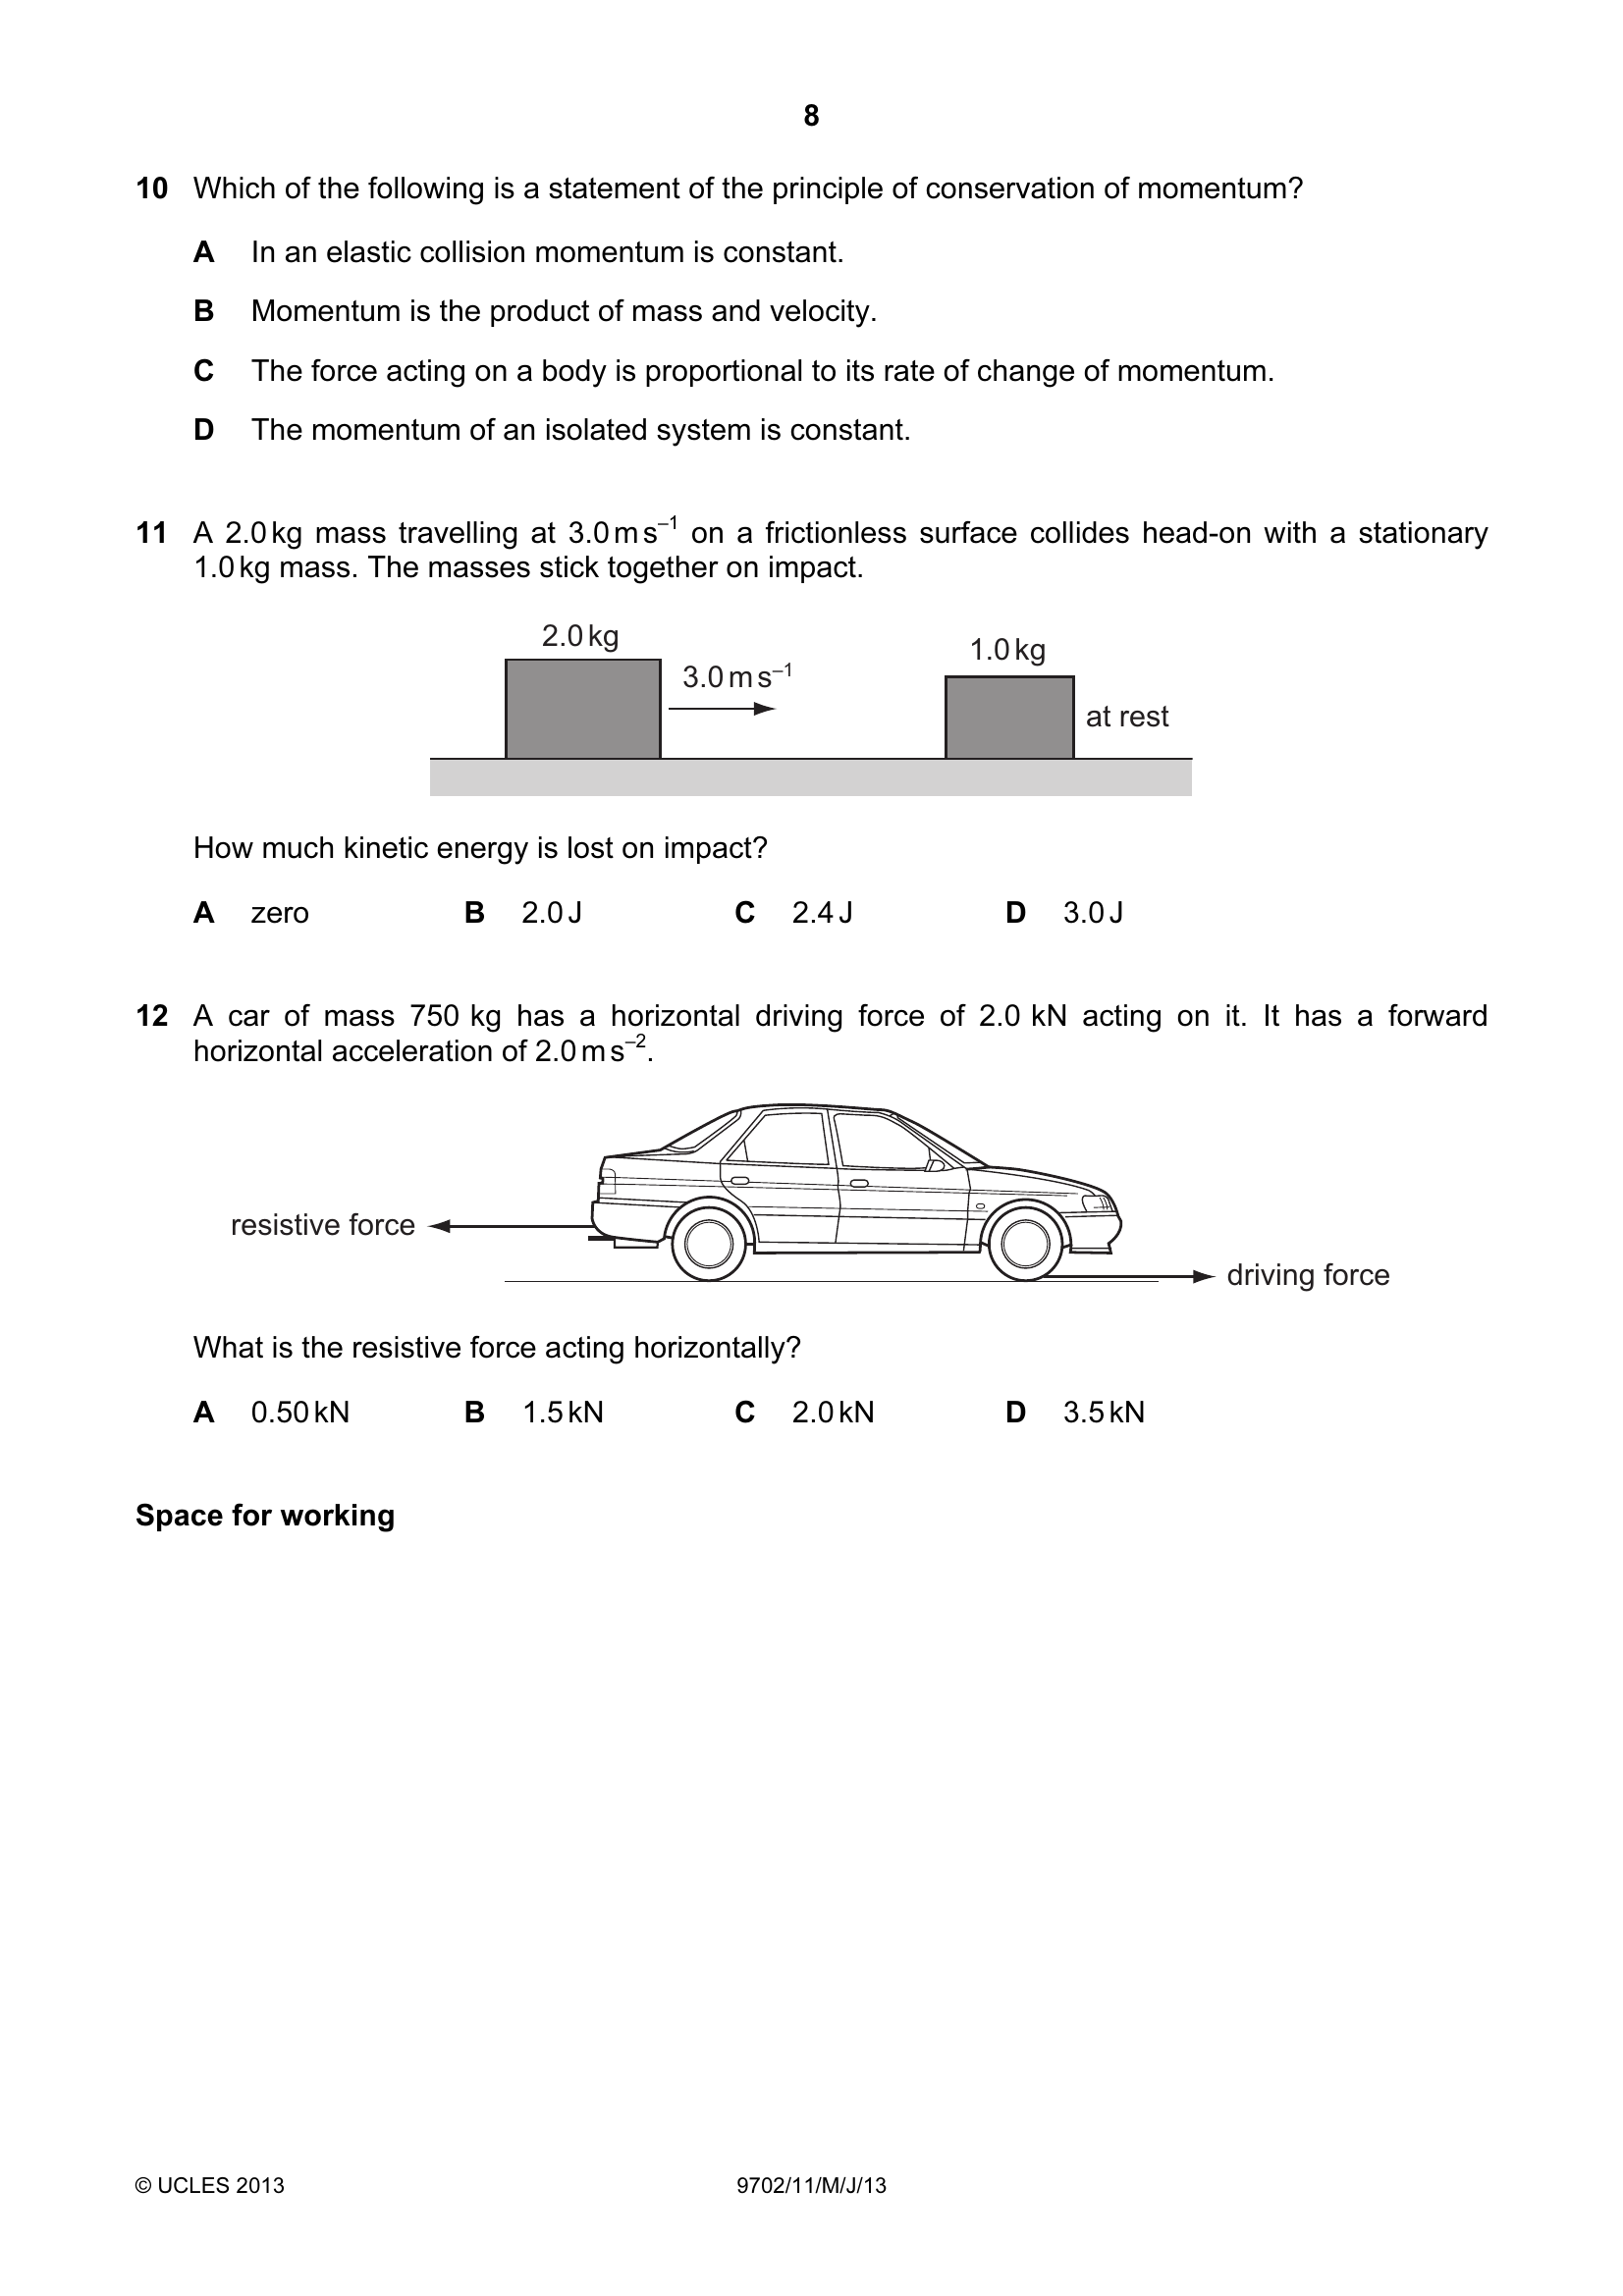 8
10 Which of the following is a statement of the principle of conservation of momentum?
A In an elastic collision momentum is constant.
B Momentum is the product of mass and velocity.
C The force acting on a body is proportional to its rate of change of momentum.
D The momentum of an isolated system is constant.
11 A 2.0 kg mass travelling at 3.0 m s⁻¹ on a frictionless surface collides head-on with a stationary
1.0 kg mass. The masses stick together on impact.
2.0 kg
1.0 kg
3.0 m s⁻¹
at rest
How much kinetic energy is lost on impact?
A zero B 2.0 J C 2.4 J D 3.0 J
12 A car of mass 750 kg has a horizontal driving force of 2.0 kN acting on it. It has a forward
horizontal acceleration of 2.0 m s⁻².
resistive force
driving force
What is the resistive force acting horizontally?
A 0.50 kN B 1.5 kN C 2.0 kN D 3.5 kN
Space for working
© UCLES 2013 9702/11/M/J/13